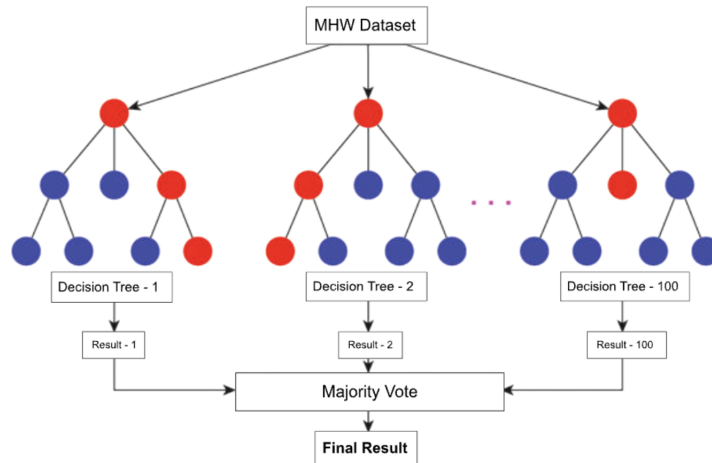 MHW Dataset
. . .
Decision Tree - 1
Decision Tree - 2
Decision Tree - 100
Result - 1
Result - 2
Result - 100
Majority Vote
Final Result